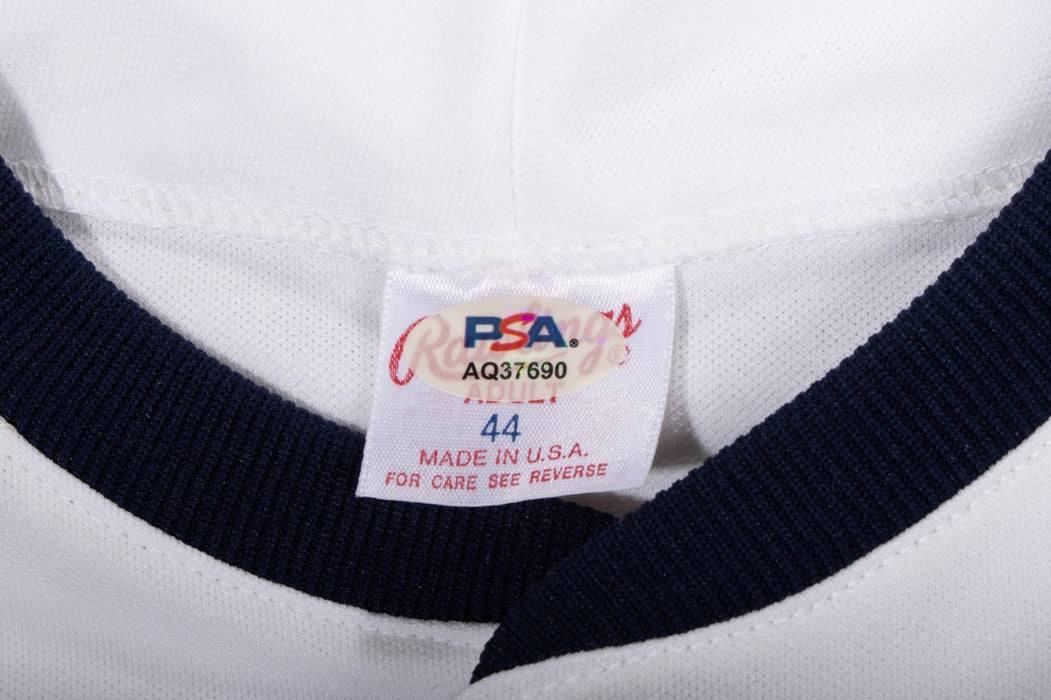 Rawlings®
PSA®
AQ37690
ADULT
44
MADE IN U.S.A.
FOR CARE SEE REVERSE